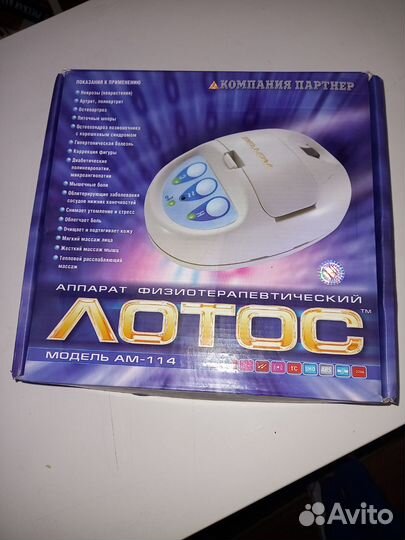 ПОКАЗАНИЯ К ПРИМЕНЕНИЮ
КОМПАНИЯ ПАРТНЕР
Неврозы (неврастения)
Артрит, полиартрит
Остеоартроз
Пяточные шпоры
Остеохондроз позвоночника
с корешковым синдромом
Гипертоническая болезнь
Коррекция фигуры
Диабетические
полиневропатии,
макроангиопатии
Мышечные боли
Облитерирующие заболевания
сосудов нижних конечностей
Снимает утомление и стресс
Облегчает боль
Очищает и подтягивает кожу
Мягкий массаж лица
Жесткий массаж мышц
Тепловой расслабляющий
массаж
АППАРАТ ФИЗИОТЕРАПЕВТИЧЕСКИЙ
ЛОТОС™
МОДЕЛЬ АМ-114
Avito